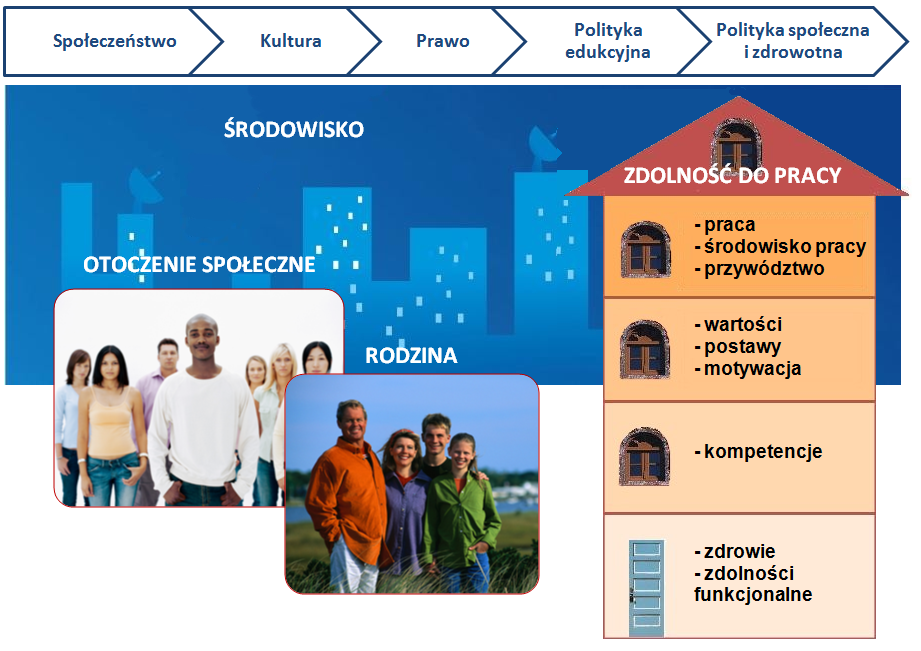 Społeczeństwo
Kultura
Prawo
Polityka
edukcyjna
Polityka społeczna
i zdrowotna
ŚRODOWISKO
ZDOLNOŚĆ DO PRACY
- praca
- środowisko pracy
- przywództwo
OTOCZENIE SPOŁECZNE
RODZINA
- wartości
- postawy
- motywacja
- kompetencje
- zdrowie
- zdolności
funkcjonalne